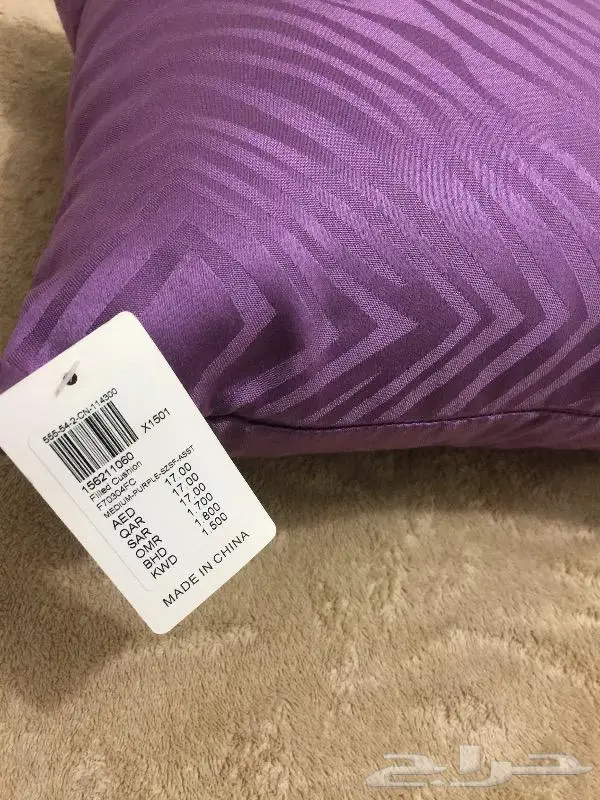 555-54-2-CN-114300
X1501
156211060
Filled Cushion
F70304FC
MEDIUM-PURPLE-SZSF-ASST
AED 17.00
QAR 17.00
SAR 17.00
OMR 1.700
BHD 1.800
KWD 1.500
MADE IN CHINA
حراج